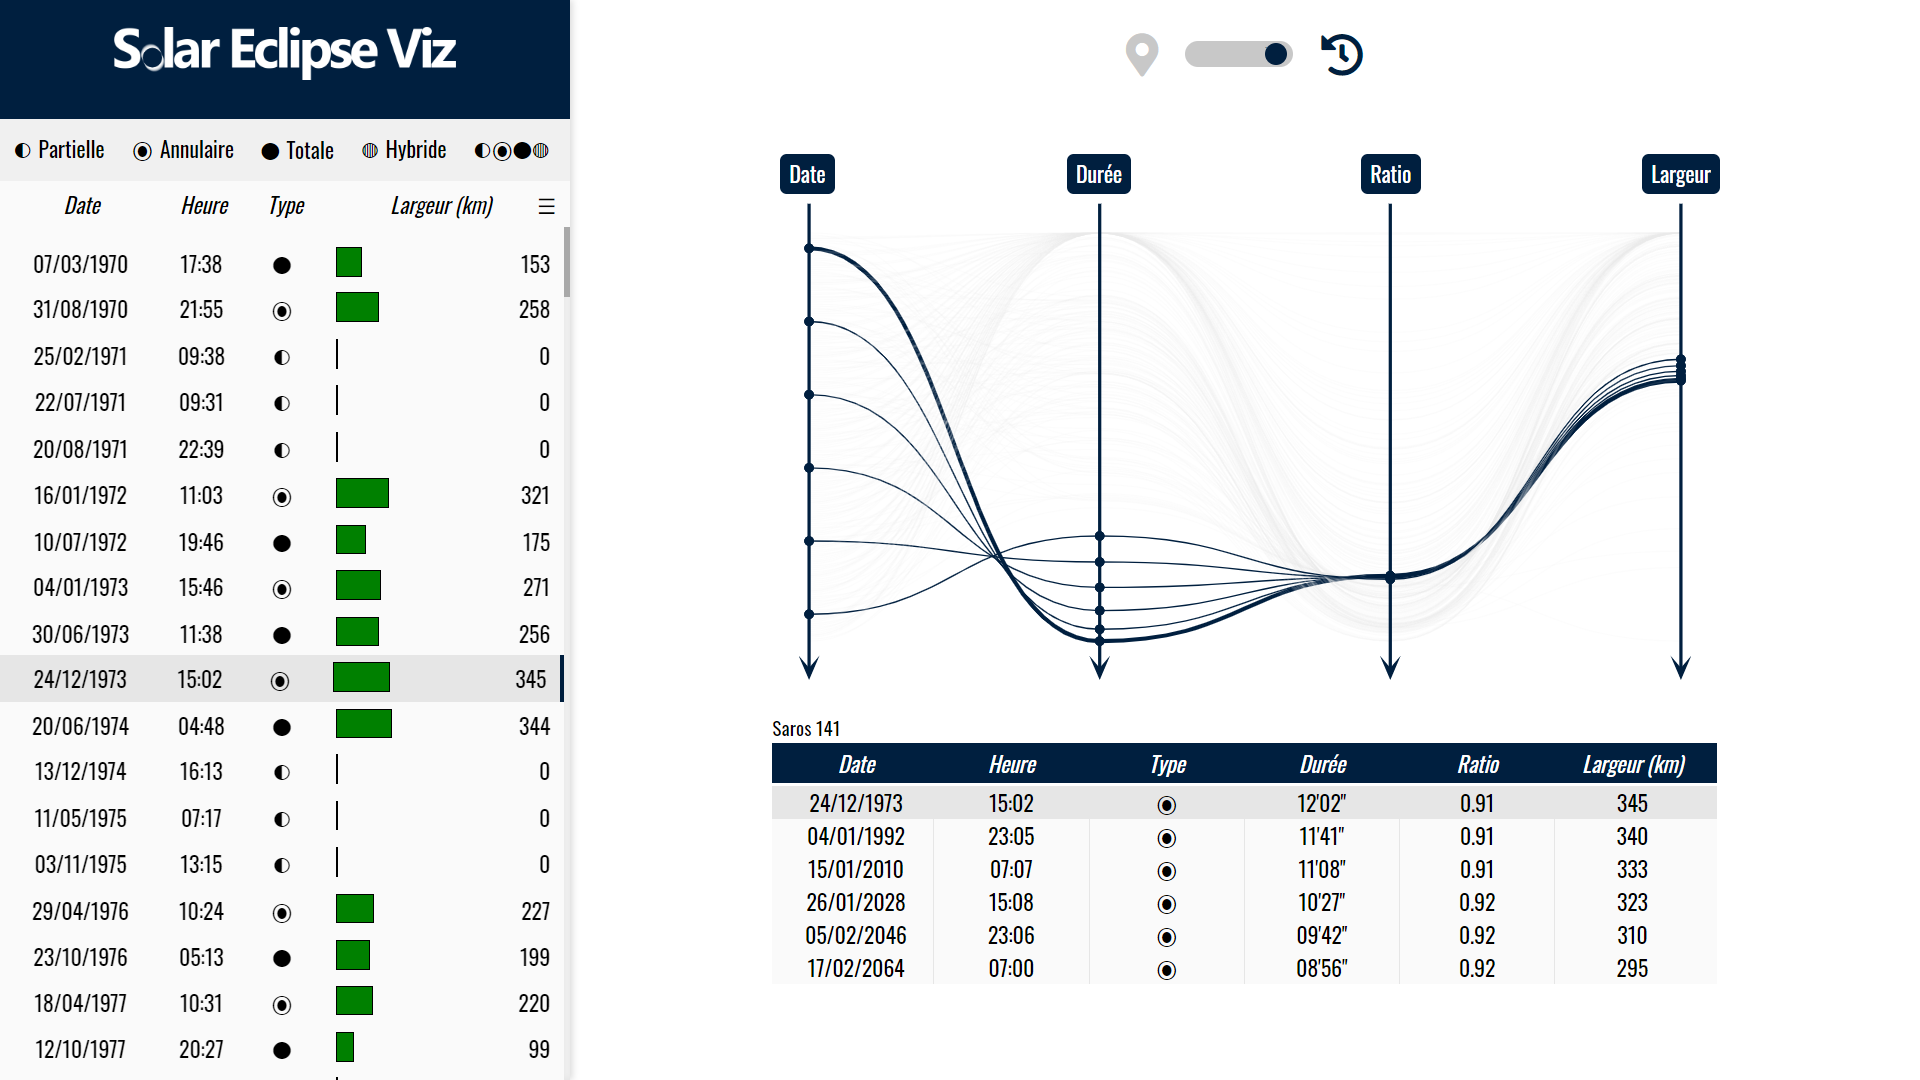 Solar Eclipse Viz
Partielle Annulaire Totale Hybride
Date Heure Type Largeur (km)
07/03/1970 17:38 153
31/08/1970 21:55 258
25/02/1971 09:38 0
22/07/1971 09:31 0
20/08/1971 22:39 0
16/01/1972 11:03 321
10/07/1972 19:46 175
04/01/1973 15:46 271
30/06/1973 11:38 256
24/12/1973 15:02 345
20/06/1974 04:48 344
13/12/1974 16:13 0
11/05/1975 07:17 0
03/11/1975 13:15 0
29/04/1976 10:24 227
23/10/1976 05:13 199
18/04/1977 10:31 220
12/10/1977 20:27 99
Date Durée Ratio Largeur
Saros 141
Date Heure Type Durée Ratio Largeur (km)
24/12/1973 15:02 12'02" 0.91 345
04/01/1992 23:05 11'41" 0.91 340
15/01/2010 07:07 11'08" 0.91 333
26/01/2028 15:08 10'27" 0.92 323
05/02/2046 23:06 09'42" 0.92 310
17/02/2064 07:00 08'56" 0.92 295